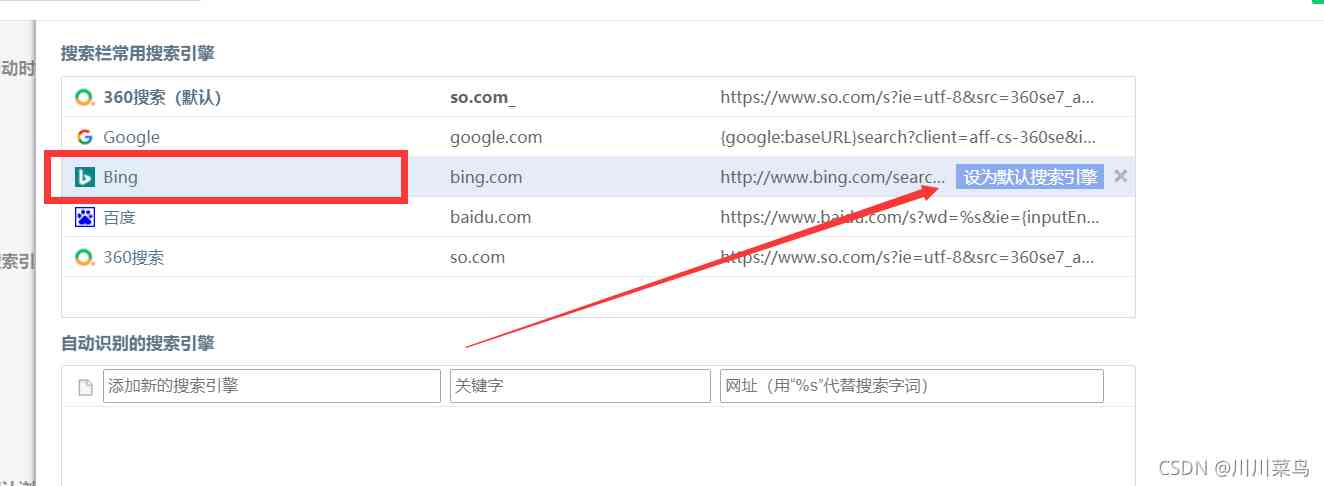 搜索栏常用搜索引擎
动时
360搜索（默认） so.com_ https://www.so.com/s?ie=utf-8&src=360se7_a...
Google google.com {google:baseURL}search?client=aff-cs-360se&i...
Bing bing.com http://www.bing.com/searc... 设为默认搜索引擎
百度 baidu.com https://www.baidu.com/s?wd=%s&ie={inputEn...
索引
360搜索 so.com https://www.so.com/s?ie=utf-8&src=360se7_a...
自动识别的搜索引擎
添加新的搜索引擎 关键字 网址（用“%s”代替搜索字词）
CSDN @川川菜鸟